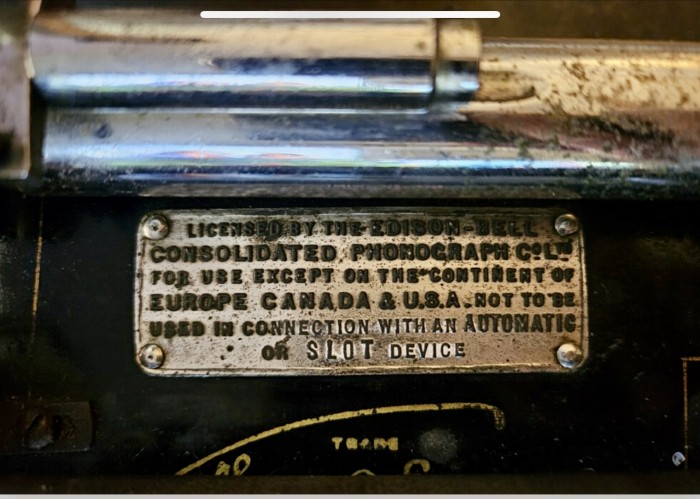 LICENSED BY THE EDISON-BELL
CONSOLIDATED PHONOGRAPH Co. LTD
FOR USE EXCEPT ON THE CONTINENT OF
EUROPE CANADA & U.S.A. NOT TO BE
USED IN CONNECTION WITH AN AUTOMATIC
OR SLOT DEVICE
TRADE